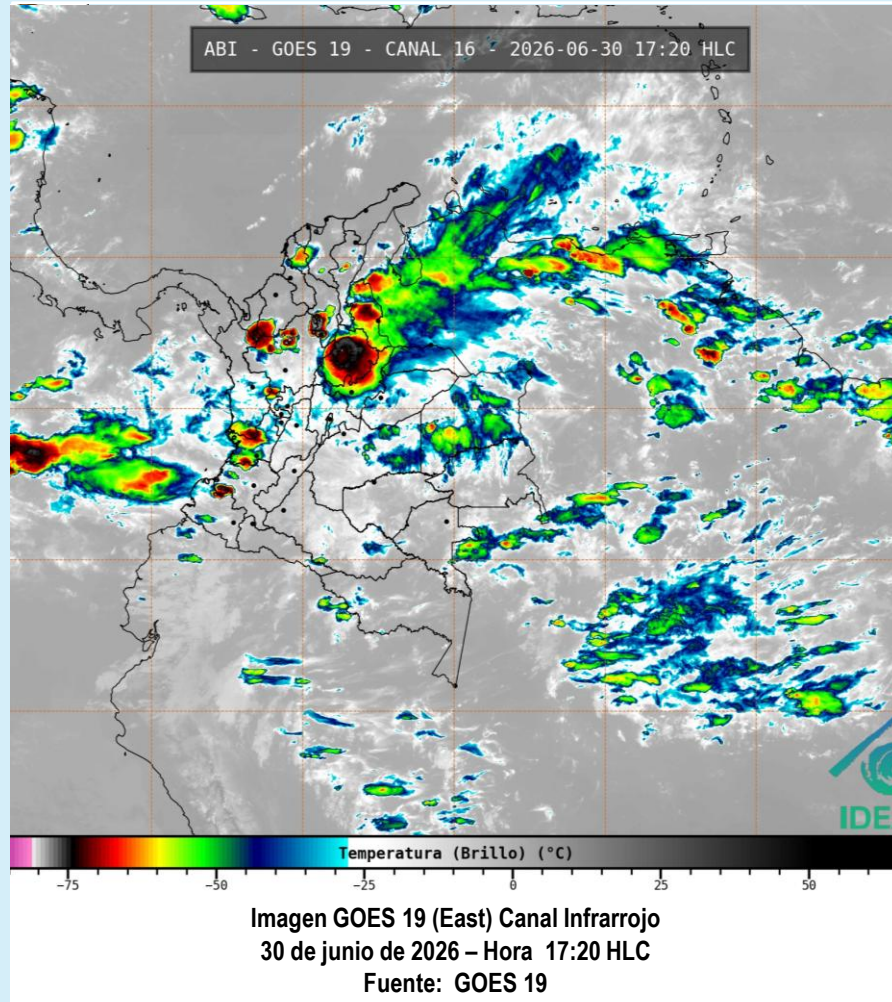 ABI - GOES 19 - CANAL 16 - 2026-06-30 17:20 HLC
IDE
Temperatura (Brillo) (°C)
−75 −50 −25 0 25 50
Imagen GOES 19 (East) Canal Infrarrojo
30 de junio de 2026 – Hora 17:20 HLC
Fuente: GOES 19